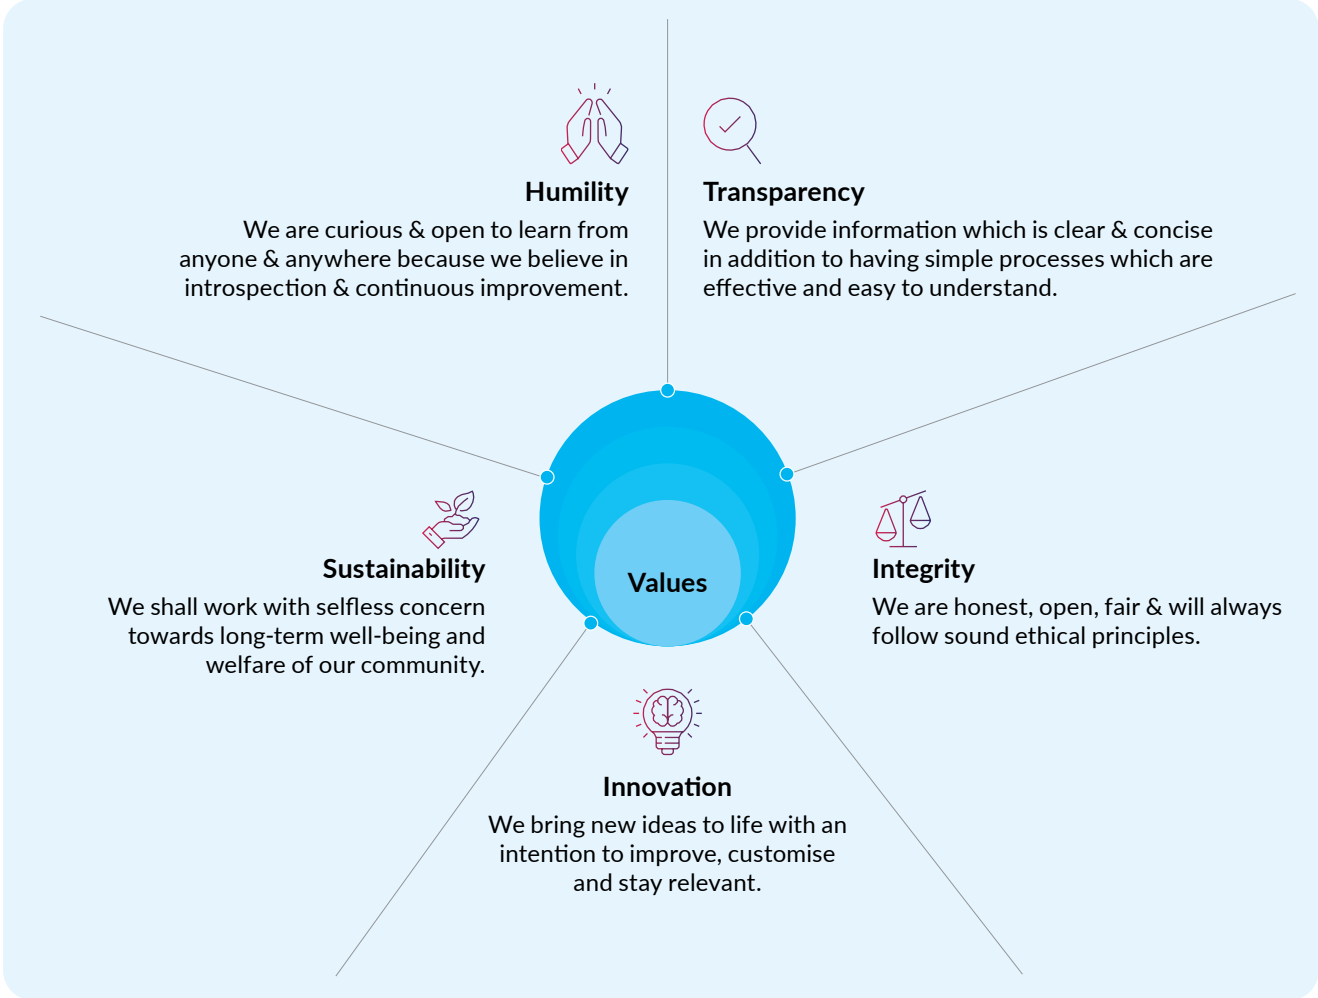 Humility
We are curious & open to learn from
anyone & anywhere because we believe in
introspection & continuous improvement.
Transparency
We provide information which is clear & concise
in addition to having simple processes which are
effective and easy to understand.
Sustainability
We shall work with selfless concern
towards long-term well-being and
welfare of our community.
Values
Integrity
We are honest, open, fair & will always
follow sound ethical principles.
Innovation
We bring new ideas to life with an
intention to improve, customise
and stay relevant.